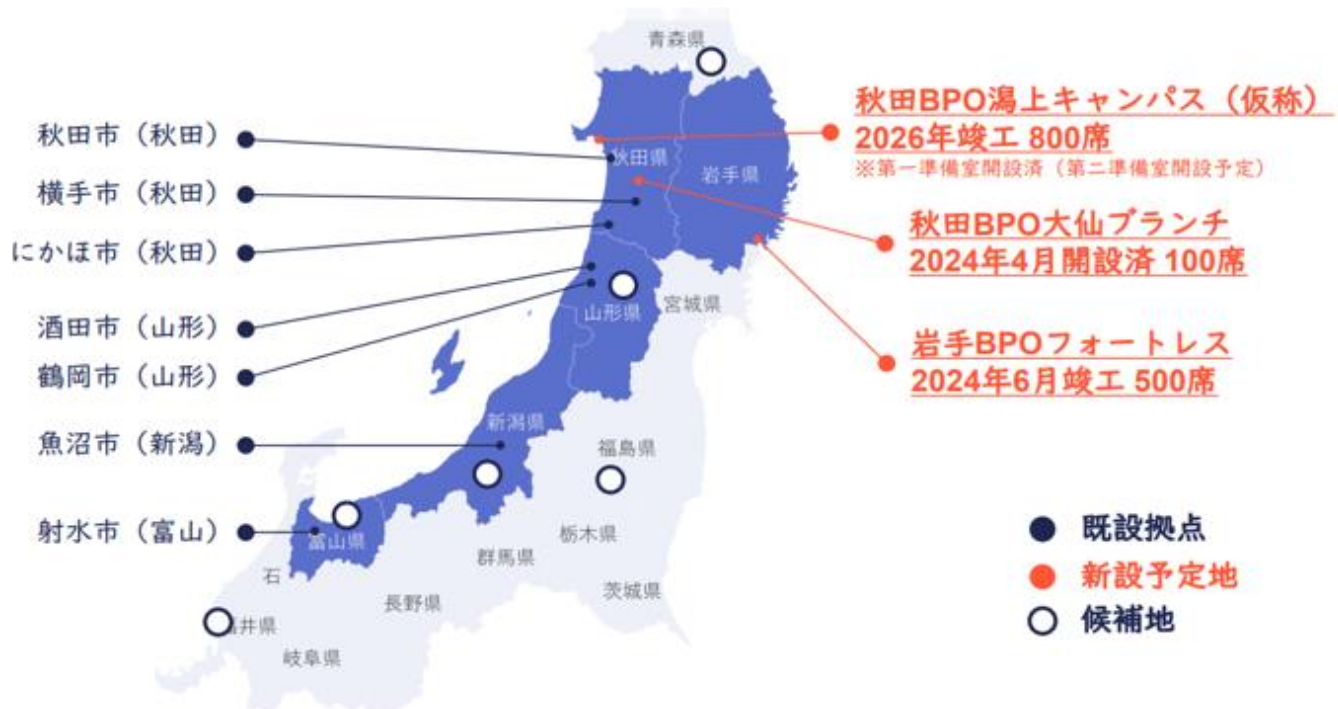 青森県
秋田市（秋田）
横手市（秋田）
にかほ市（秋田）
酒田市（山形）
鶴岡市（山形）
魚沼市（新潟）
射水市（富山）
秋田県
岩手県
山形県
宮城県
新潟県
福島県
富山県
石
群馬県
栃木県
茨城県
長野県
井県
岐阜県
秋田BPO潟上キャンパス（仮称）
2026年竣工 800席
※第一準備室開設済（第二準備室開設予定）
秋田BPO大仙ブランチ
2024年4月開設済 100席
岩手BPOフォートレス
2024年6月竣工 500席
既設拠点
新設予定地
候補地